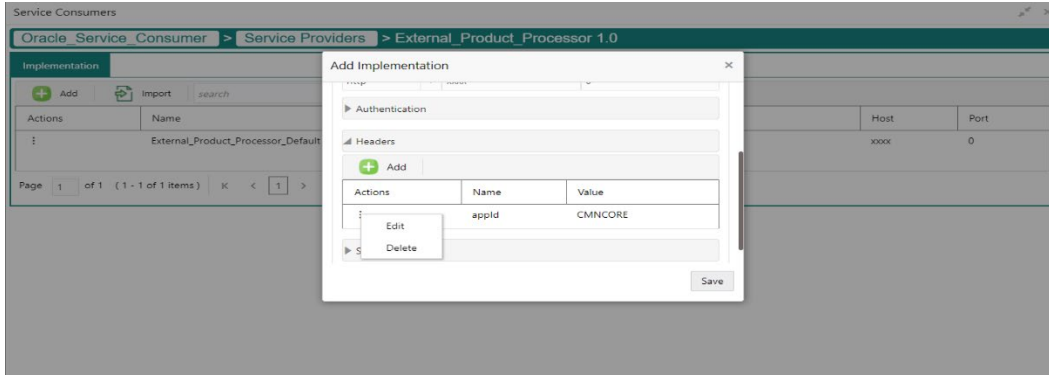 Service Consumers
Oracle_Service_Consumer > Service Providers > External_Product_Processor 1.0
Implementation
Add Import search
Actions Name Host Port
External_Product_Processor_Default xxxx 0
Page 1 of 1 (1 - 1 of 1 items) K < 1 >
Add Implementation ×
Authentication
Headers
Add
Actions Name Value
appId CMNCORE
Edit
Delete
S
Save